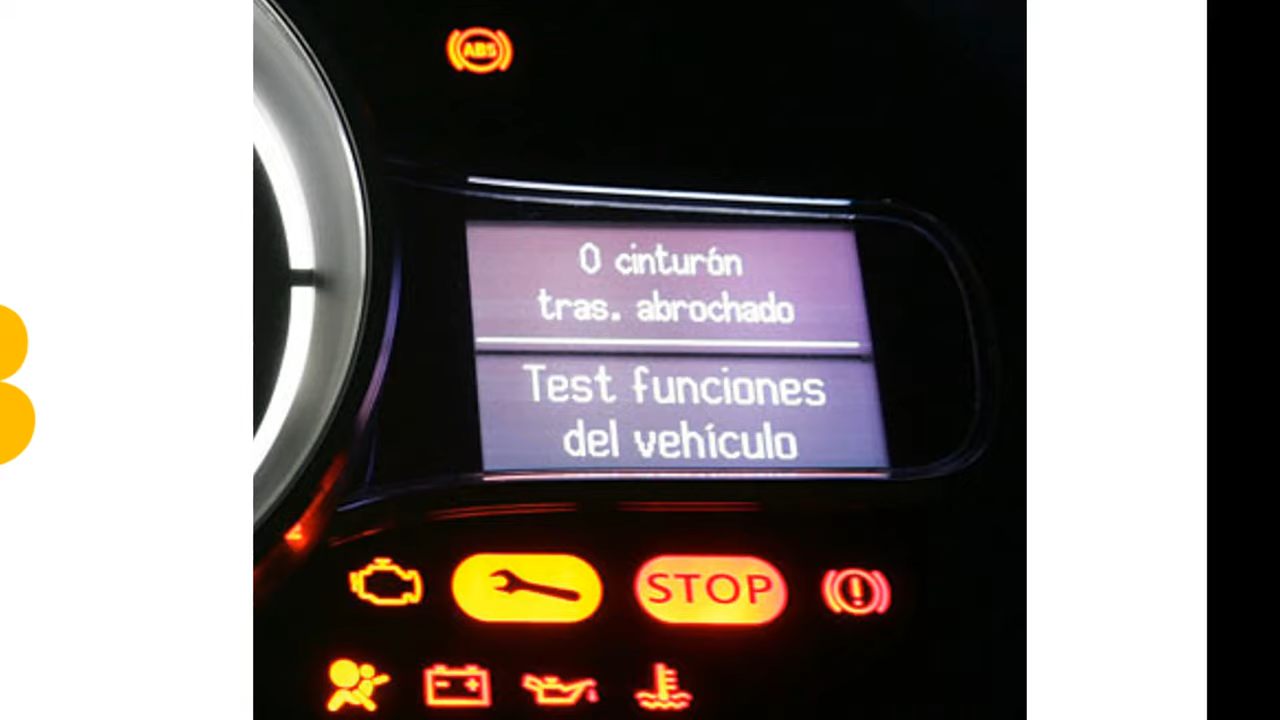 ABS
0 cinturón
tras. abrochado
Test funciones
del vehículo
STOP